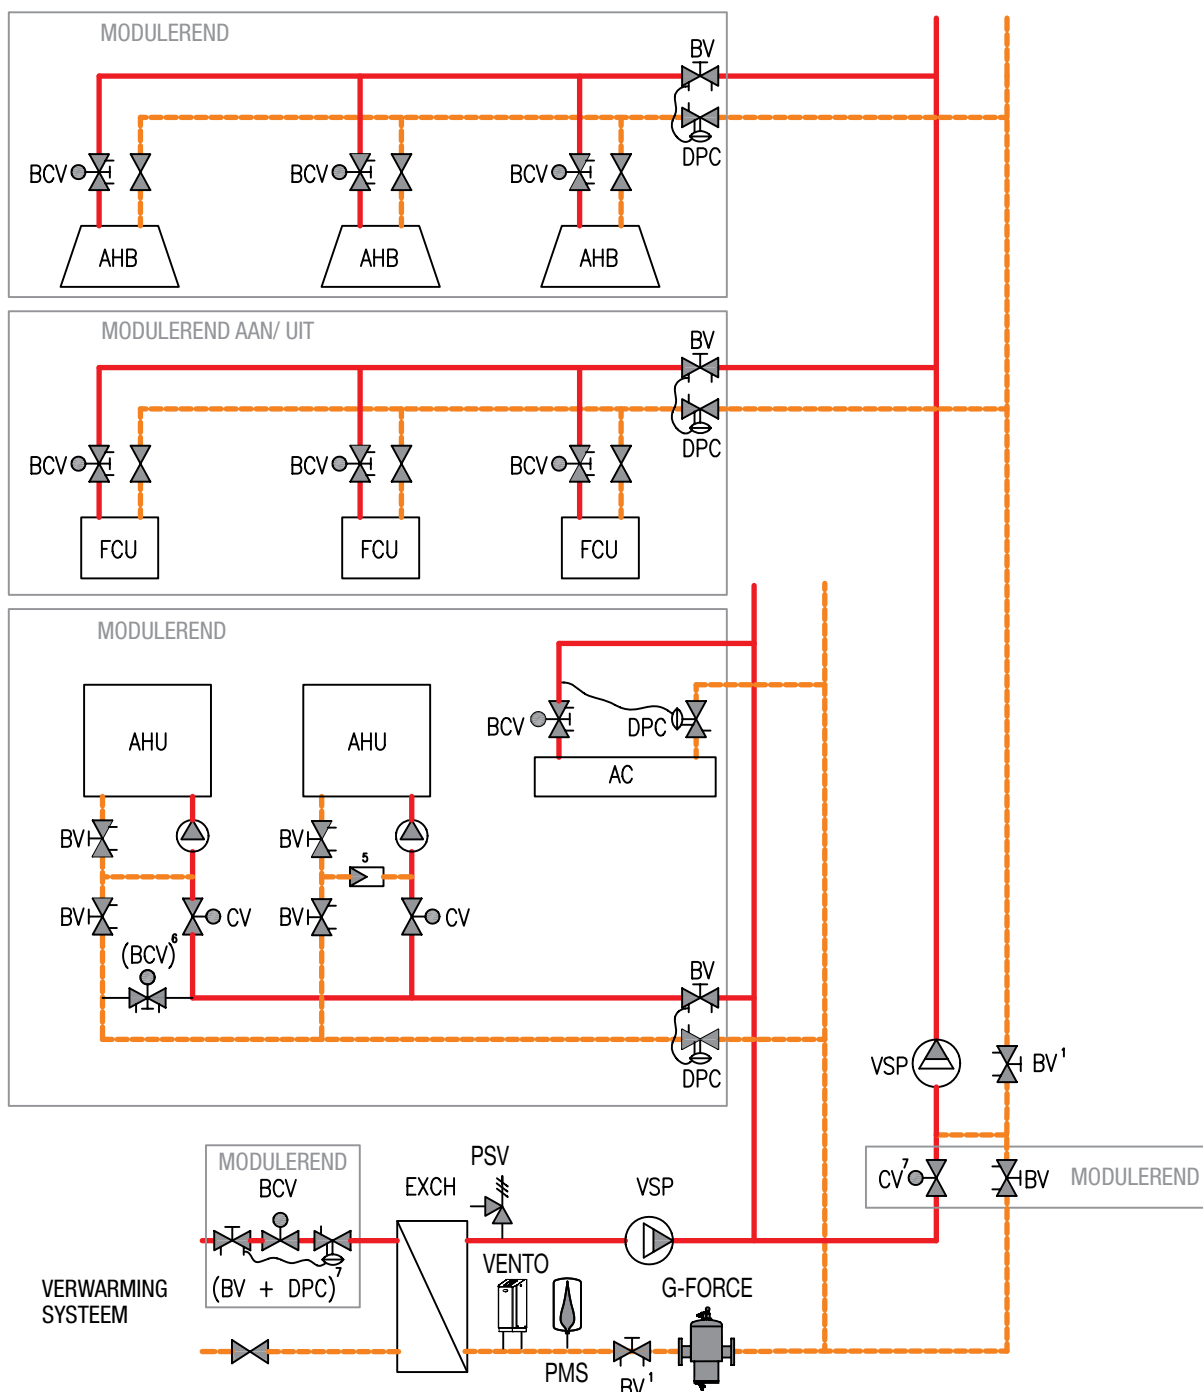 MODULEREND
BV
DPC
BCV BCV BCV
AHB AHB AHB
MODULEREND AAN/ UIT
BV
DPC
BCV BCV BCV
FCU FCU FCU
MODULEREND
BCV DPC
AC
AHU AHU
BV BV
5
BV CV BV CV
(BCV)6
BV
DPC
VSP BV1
CV7 BV MODULEREND
MODULEREND
BCV
(BV + DPC)7
EXCH
PSV
VSP
VENTO
G-FORCE
PMS
BV1
VERWARMING
SYSTEEM